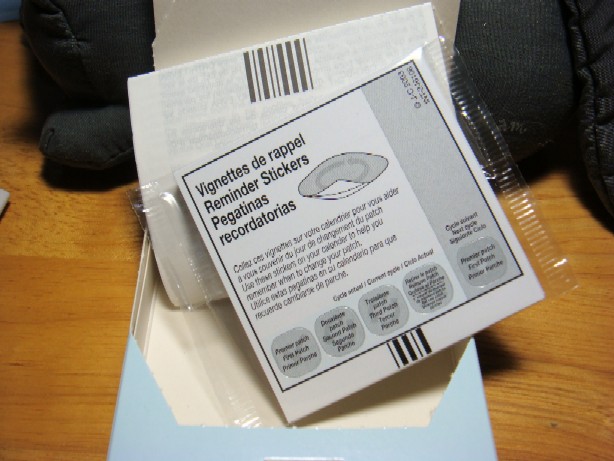 Vignettes de rappel
Reminder Stickers
Pegatinas
recordatorias
Collez ces vignettes sur votre calendrier pour vous aider
à vous souvenir du jour de changement du patch
Use these stickers on your calendar to help you
remember when to change your patch.
Utilice estas pegatinas en su calendario para que
recuerde cambiarse de parche.
Cycle actuel / Current cycle / Ciclo Actual
Premier patch
First Patch
Primer Parche
Deuxième
patch
Second Patch
Segundo
Parche
Troisième
patch
Third Patch
Tercer
Parche
Cycle suivant
Next cycle
Siguiente Ciclo
Premier patch
First Patch
Primer Parche